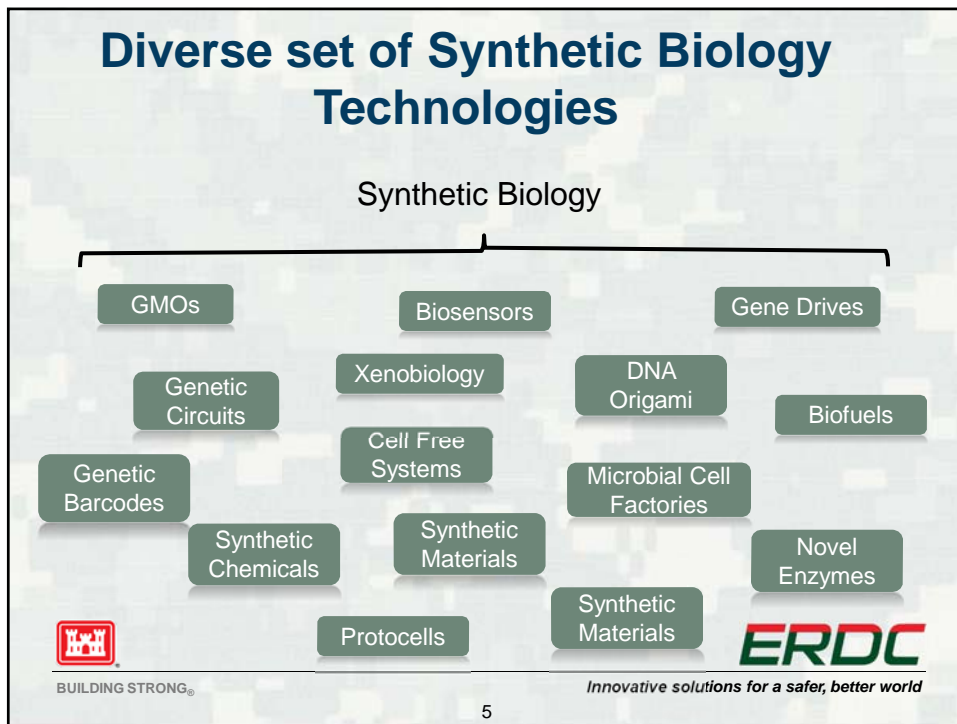 Diverse set of Synthetic Biology
Technologies
Synthetic Biology
GMOs
Biosensors
Gene Drives
Genetic
Circuits
Xenobiology
DNA
Origami
Biofuels
Genetic
Barcodes
Cell Free
Systems
Microbial Cell
Factories
Synthetic
Chemicals
Synthetic
Materials
Novel
Enzymes
Protocells
Synthetic
Materials
ERDC
BUILDING STRONG®
Innovative solutions for a safer, better world
5